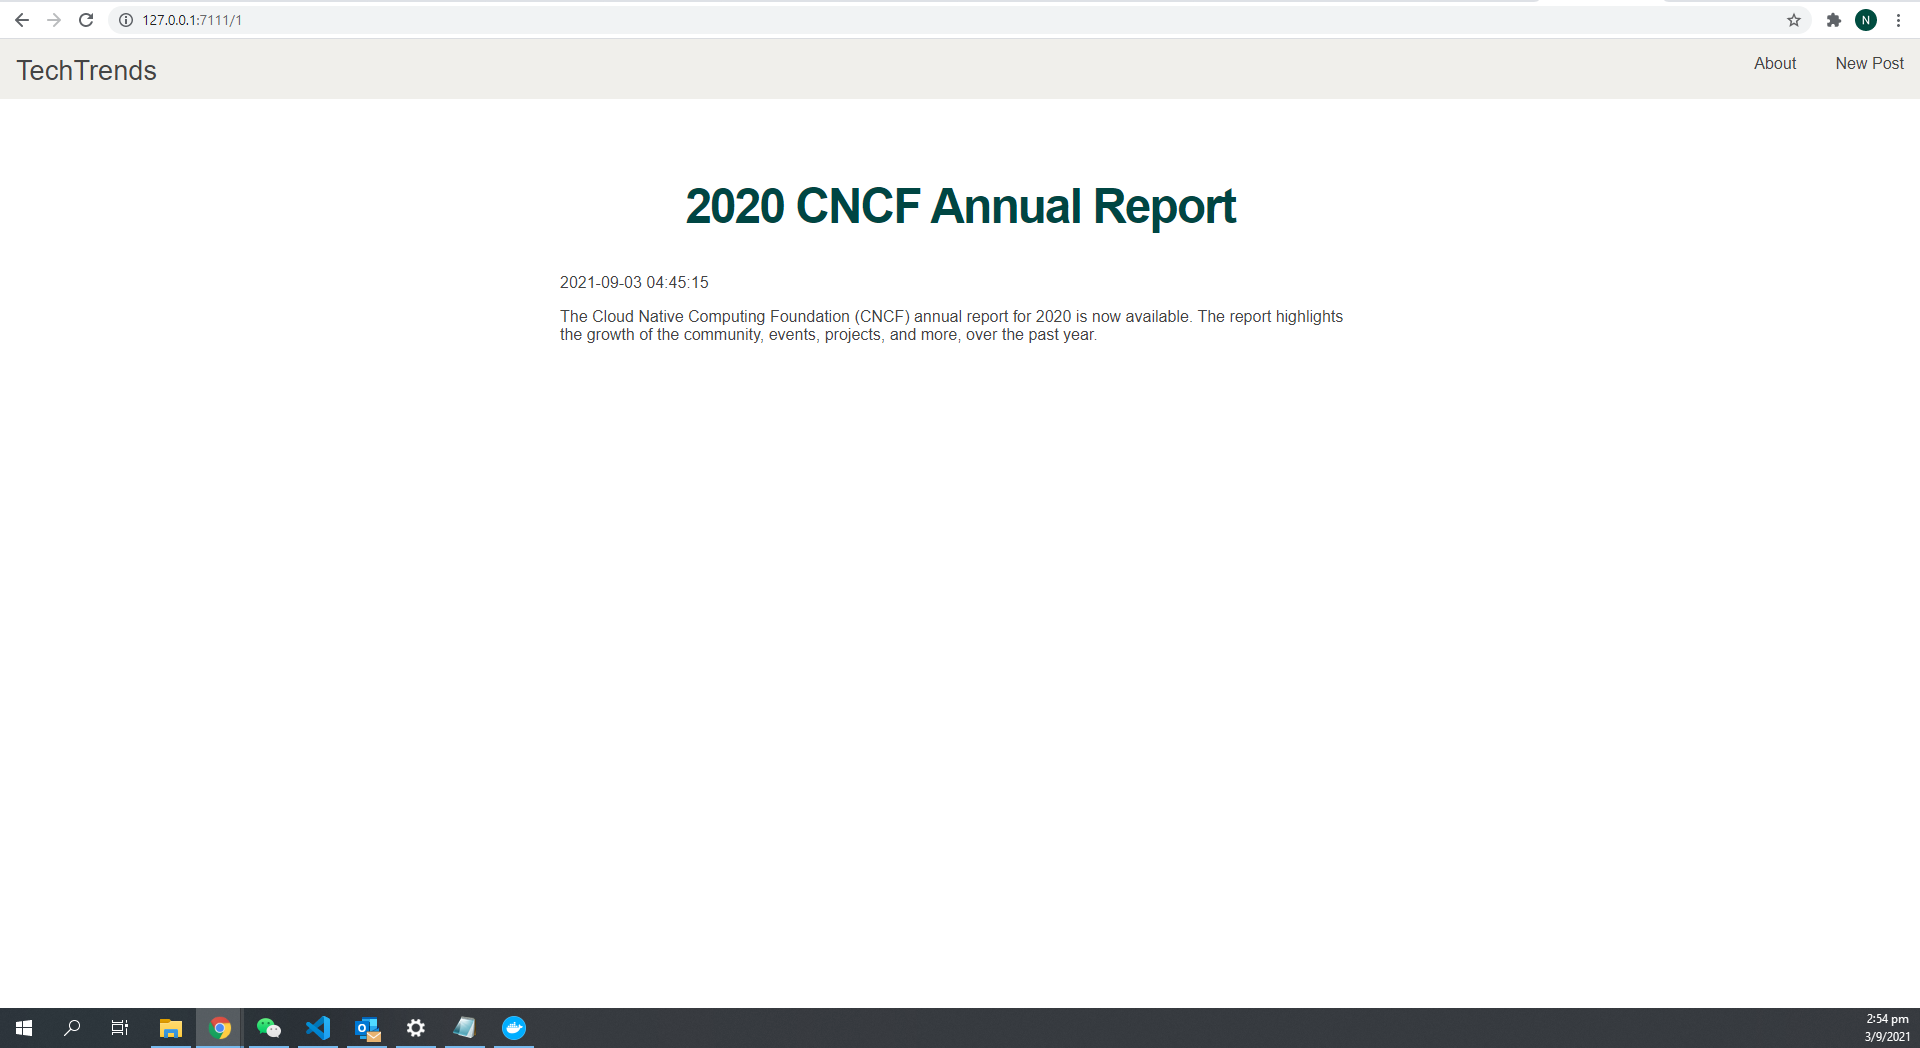 127.0.0.1:7111/1
N
TechTrends
About
New Post
2020 CNCF Annual Report
2021-09-03 04:45:15
The Cloud Native Computing Foundation (CNCF) annual report for 2020 is now available. The report highlights
the growth of the community, events, projects, and more, over the past year.
2:54 pm
3/9/2021